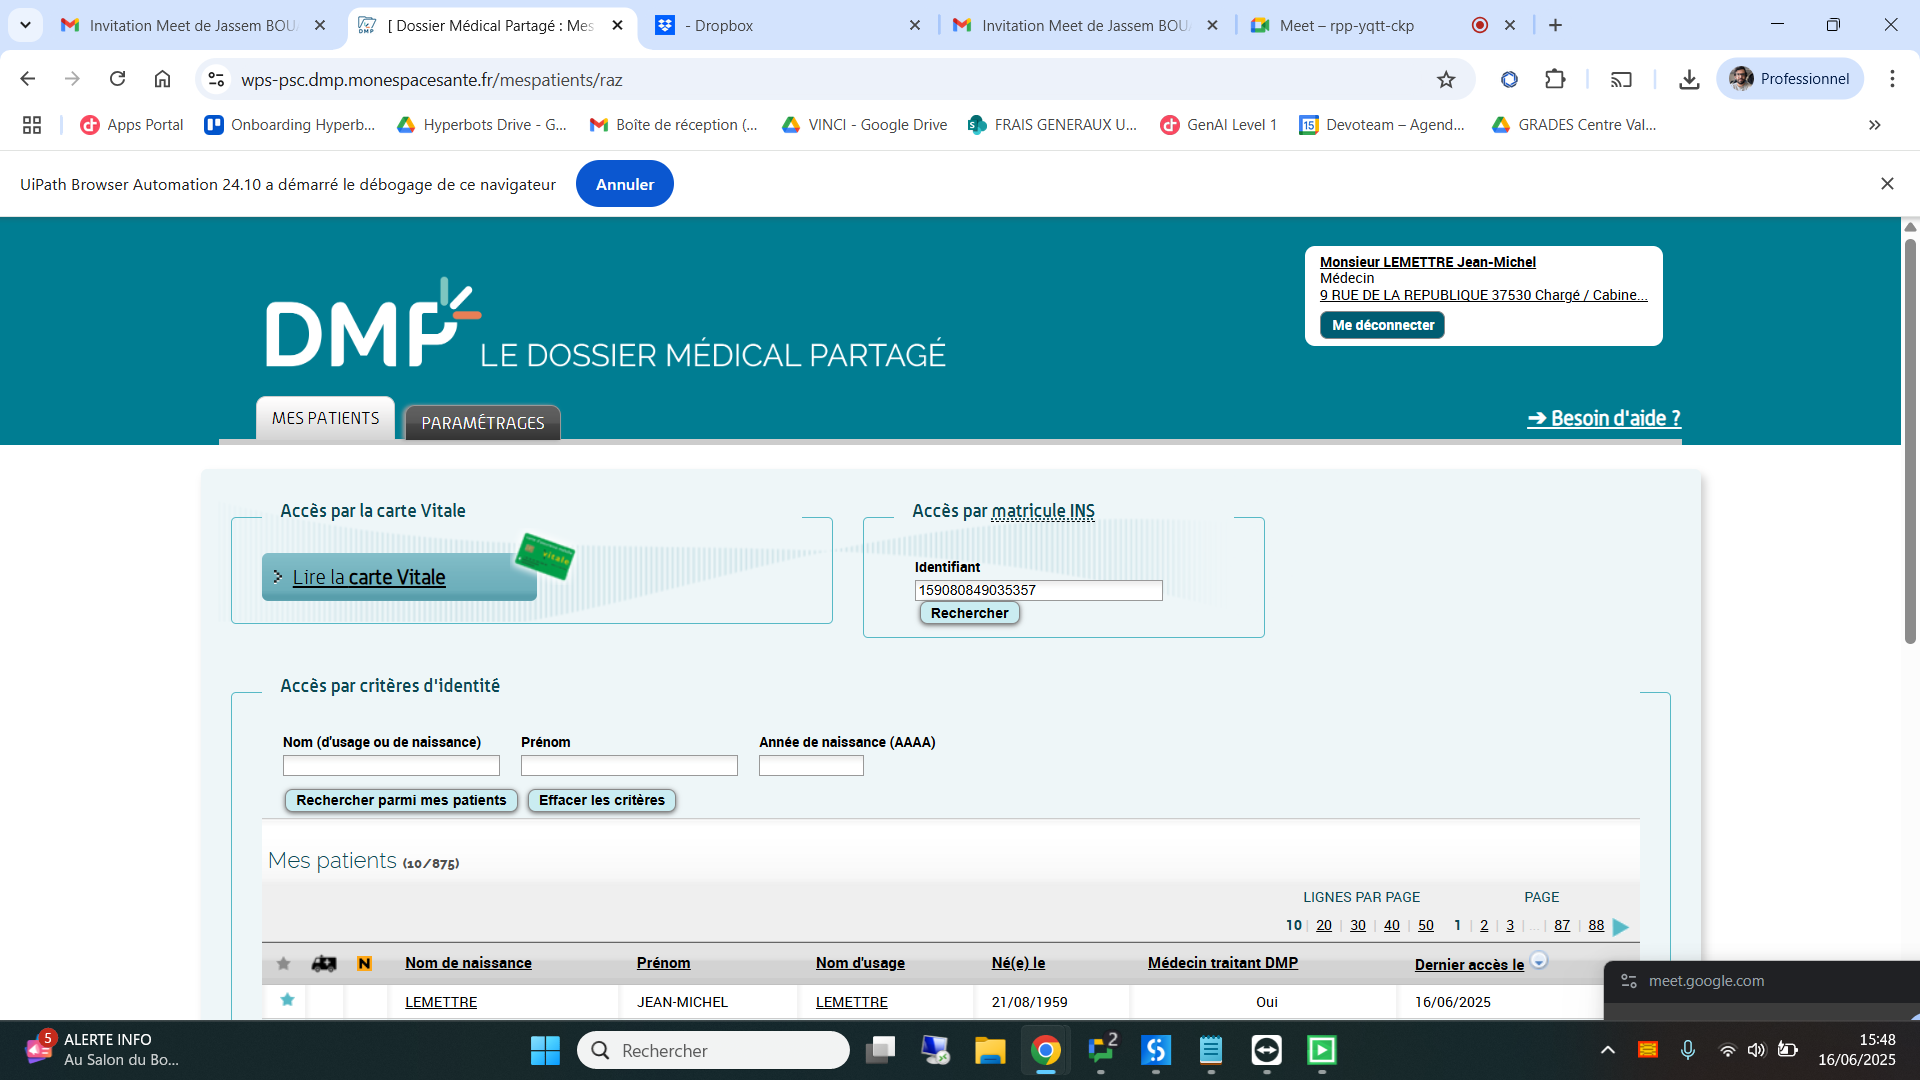 Invitation Meet de Jassem BOU
[ Dossier Médical Partagé : Mes
- Dropbox
Invitation Meet de Jassem BOU
Meet – rpp-yqtt-ckp
wps-psc.dmp.monespacesante.fr/mespatients/raz
Professionnel
Apps Portal
Onboarding Hyperb...
Hyperbots Drive - G...
Boîte de réception (...
VINCI - Google Drive
FRAIS GENERAUX U...
GenAI Level 1
Devoteam – Agend...
GRADES Centre Val...
UiPath Browser Automation 24.10 a démarré le débogage de ce navigateur
Annuler
DMP LE DOSSIER MÉDICAL PARTAGÉ
Monsieur LEMETTRE Jean-Michel
Médecin
9 RUE DE LA REPUBLIQUE 37530 Chargé / Cabine...
Me déconnecter
MES PATIENTS
PARAMÉTRAGES
➔ Besoin d'aide ?
Accès par la carte Vitale
Lire la carte Vitale
vitale
Accès par matricule INS
Identifiant
159080849035357
Rechercher
Accès par critères d'identité
Nom (d'usage ou de naissance)
Prénom
Année de naissance (AAAA)
Rechercher parmi mes patients
Effacer les critères
Mes patients (10/875)
LIGNES PAR PAGE
PAGE
10 | 20 | 30 | 40 | 50
1 | 2 | 3 | ... | 87 | 88
N
Nom de naissance
Prénom
Nom d'usage
Né(e) le
Médecin traitant DMP
Dernier accès le
LEMETTRE
JEAN-MICHEL
LEMETTRE
21/08/1959
Oui
16/06/2025
meet.google.com
5
ALERTE INFO
Au Salon du Bo...
Rechercher
2
15:48
16/06/2025